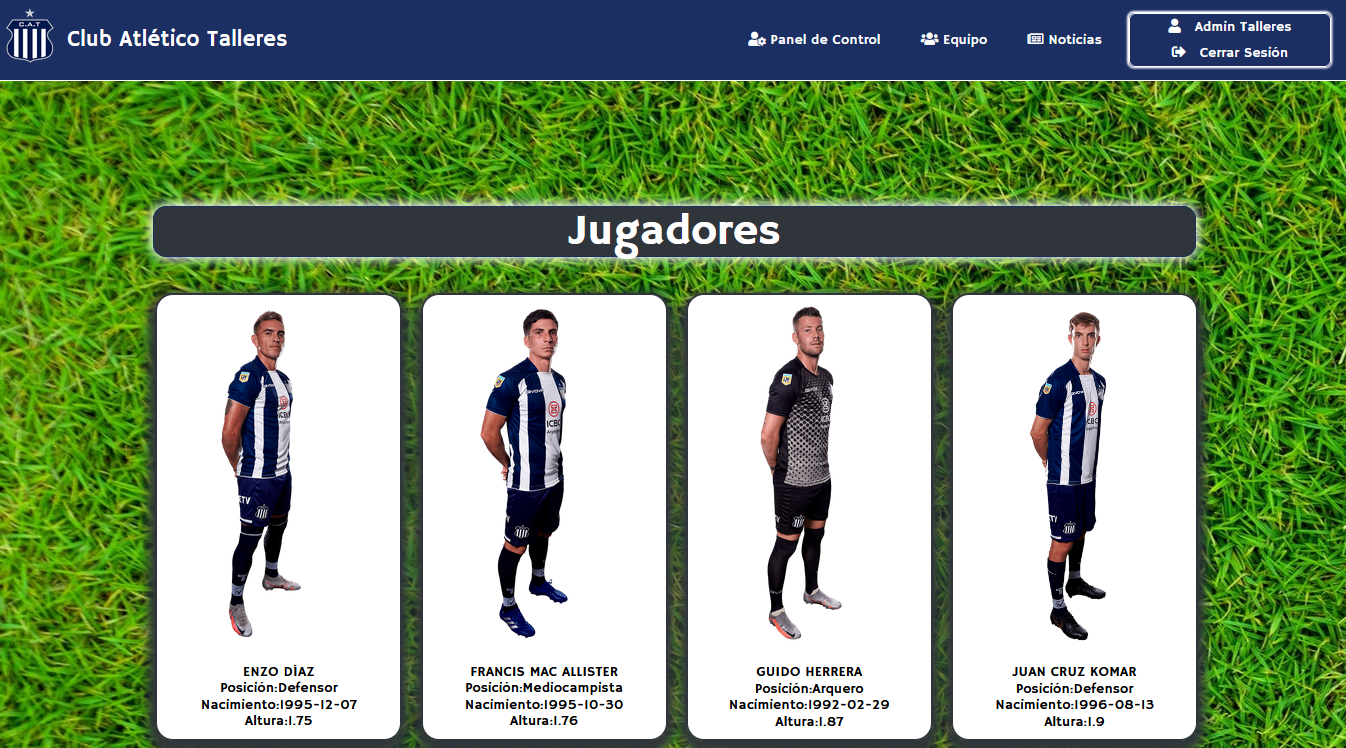 C.A.T
Club Atlético Talleres
Panel de Control
Equipo
Noticias
Admin Talleres
Cerrar Sesión
Jugadores
ICBC
ETV
ICBC
ENZO DÍAZ
Posición:Defensor
Nacimiento:1995-12-07
Altura:1.75
FRANCIS MAC ALLISTER
Posición:Mediocampista
Nacimiento:1995-10-30
Altura:1.76
GUIDO HERRERA
Posición:Arquero
Nacimiento:1992-02-29
Altura:1.87
JUAN CRUZ KOMAR
Posición:Defensor
Nacimiento:1996-08-13
Altura:1.9